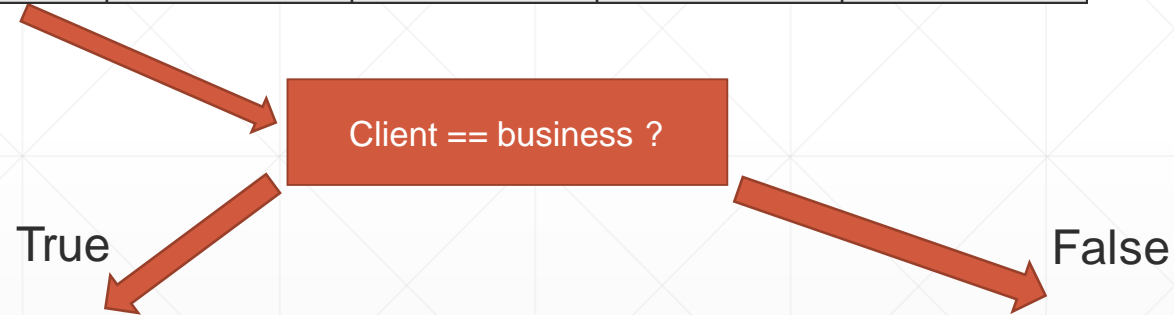 Client == business ?
True
False